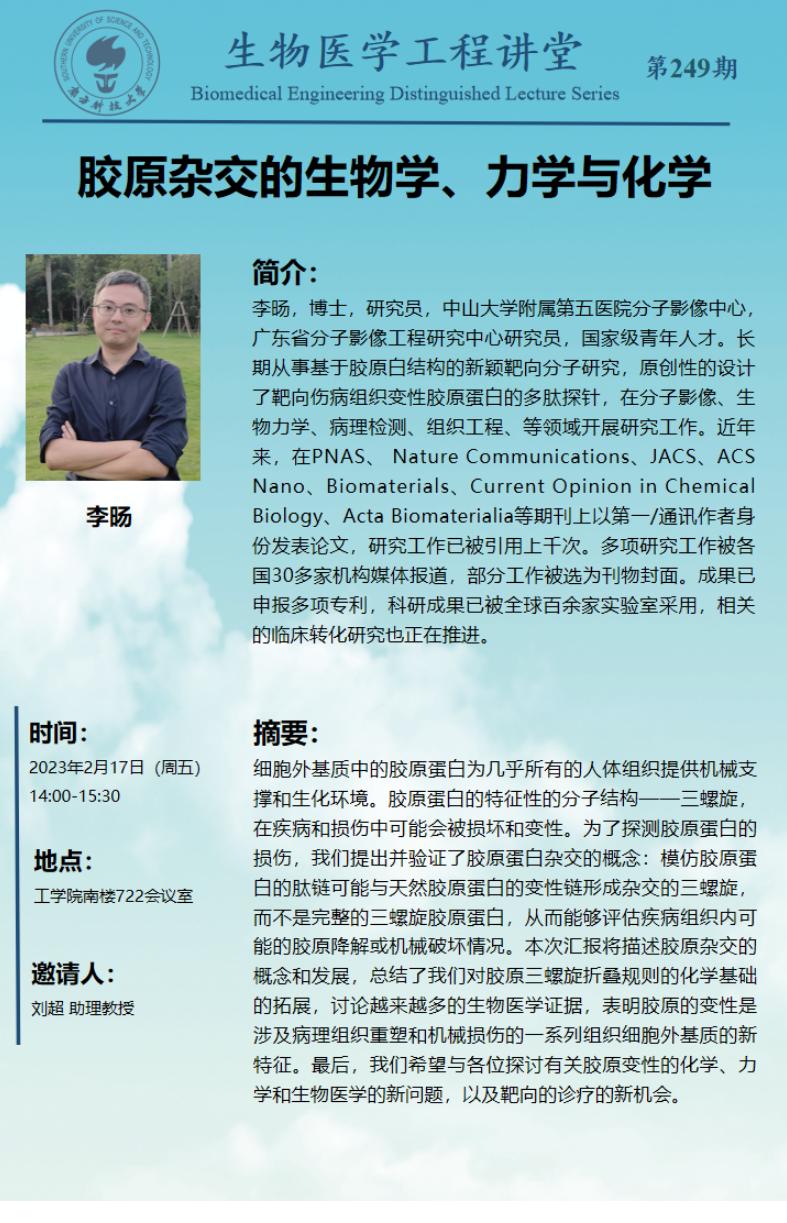 SOUTHERN UNIVERSITY OF SCIENCE AND TECHNOLOGY
南方科技大学
生物医学工程讲堂
第249期
Biomedical Engineering Distinguished Lecture Series
胶原杂交的生物学、力学与化学
李旸
简介：
李旸，博士，研究员，中山大学附属第五医院分子影像中心，
广东省分子影像工程研究中心研究员，国家级青年人才。长
期从事基于胶原白结构的新颖靶向分子研究，原创性的设计
了靶向伤病组织变性胶原蛋白的多肽探针，在分子影像、生
物力学、病理检测、组织工程、等领域开展研究工作。近年
来，在PNAS、 Nature Communications、JACS、ACS
Nano、Biomaterials、Current Opinion in Chemical
Biology、Acta Biomaterialia等期刊上以第一/通讯作者身
份发表论文，研究工作已被引用上千次。多项研究工作被各
国30多家机构媒体报道，部分工作被选为刊物封面。成果已
申报多项专利，科研成果已被全球百余家实验室采用，相关
的临床转化研究也正在推进。
时间：
2023年2月17日（周五）
14:00-15:30
地点：
工学院南楼722会议室
邀请人：
刘超 助理教授
摘要：
细胞外基质中的胶原蛋白为几乎所有的人体组织提供机械支
撑和生化环境。胶原蛋白的特征性的分子结构——三螺旋，
在疾病和损伤中可能会被损坏和变性。为了探测胶原蛋白的
损伤，我们提出并验证了胶原蛋白杂交的概念：模仿胶原蛋
白的肽链可能与天然胶原蛋白的变性链形成杂交的三螺旋，
而不是完整的三螺旋胶原蛋白，从而能够评估疾病组织内可
能的胶原降解或机械破坏情况。本次汇报将描述胶原杂交的
概念和发展，总结了我们对胶原三螺旋折叠规则的化学基础
的拓展，讨论越来越多的生物医学证据，表明胶原的变性是
涉及病理组织重塑和机械损伤的一系列组织细胞外基质的新
特征。最后，我们希望与各位探讨有关胶原变性的化学、力
学和生物医学的新问题，以及靶向的诊疗的新机会。